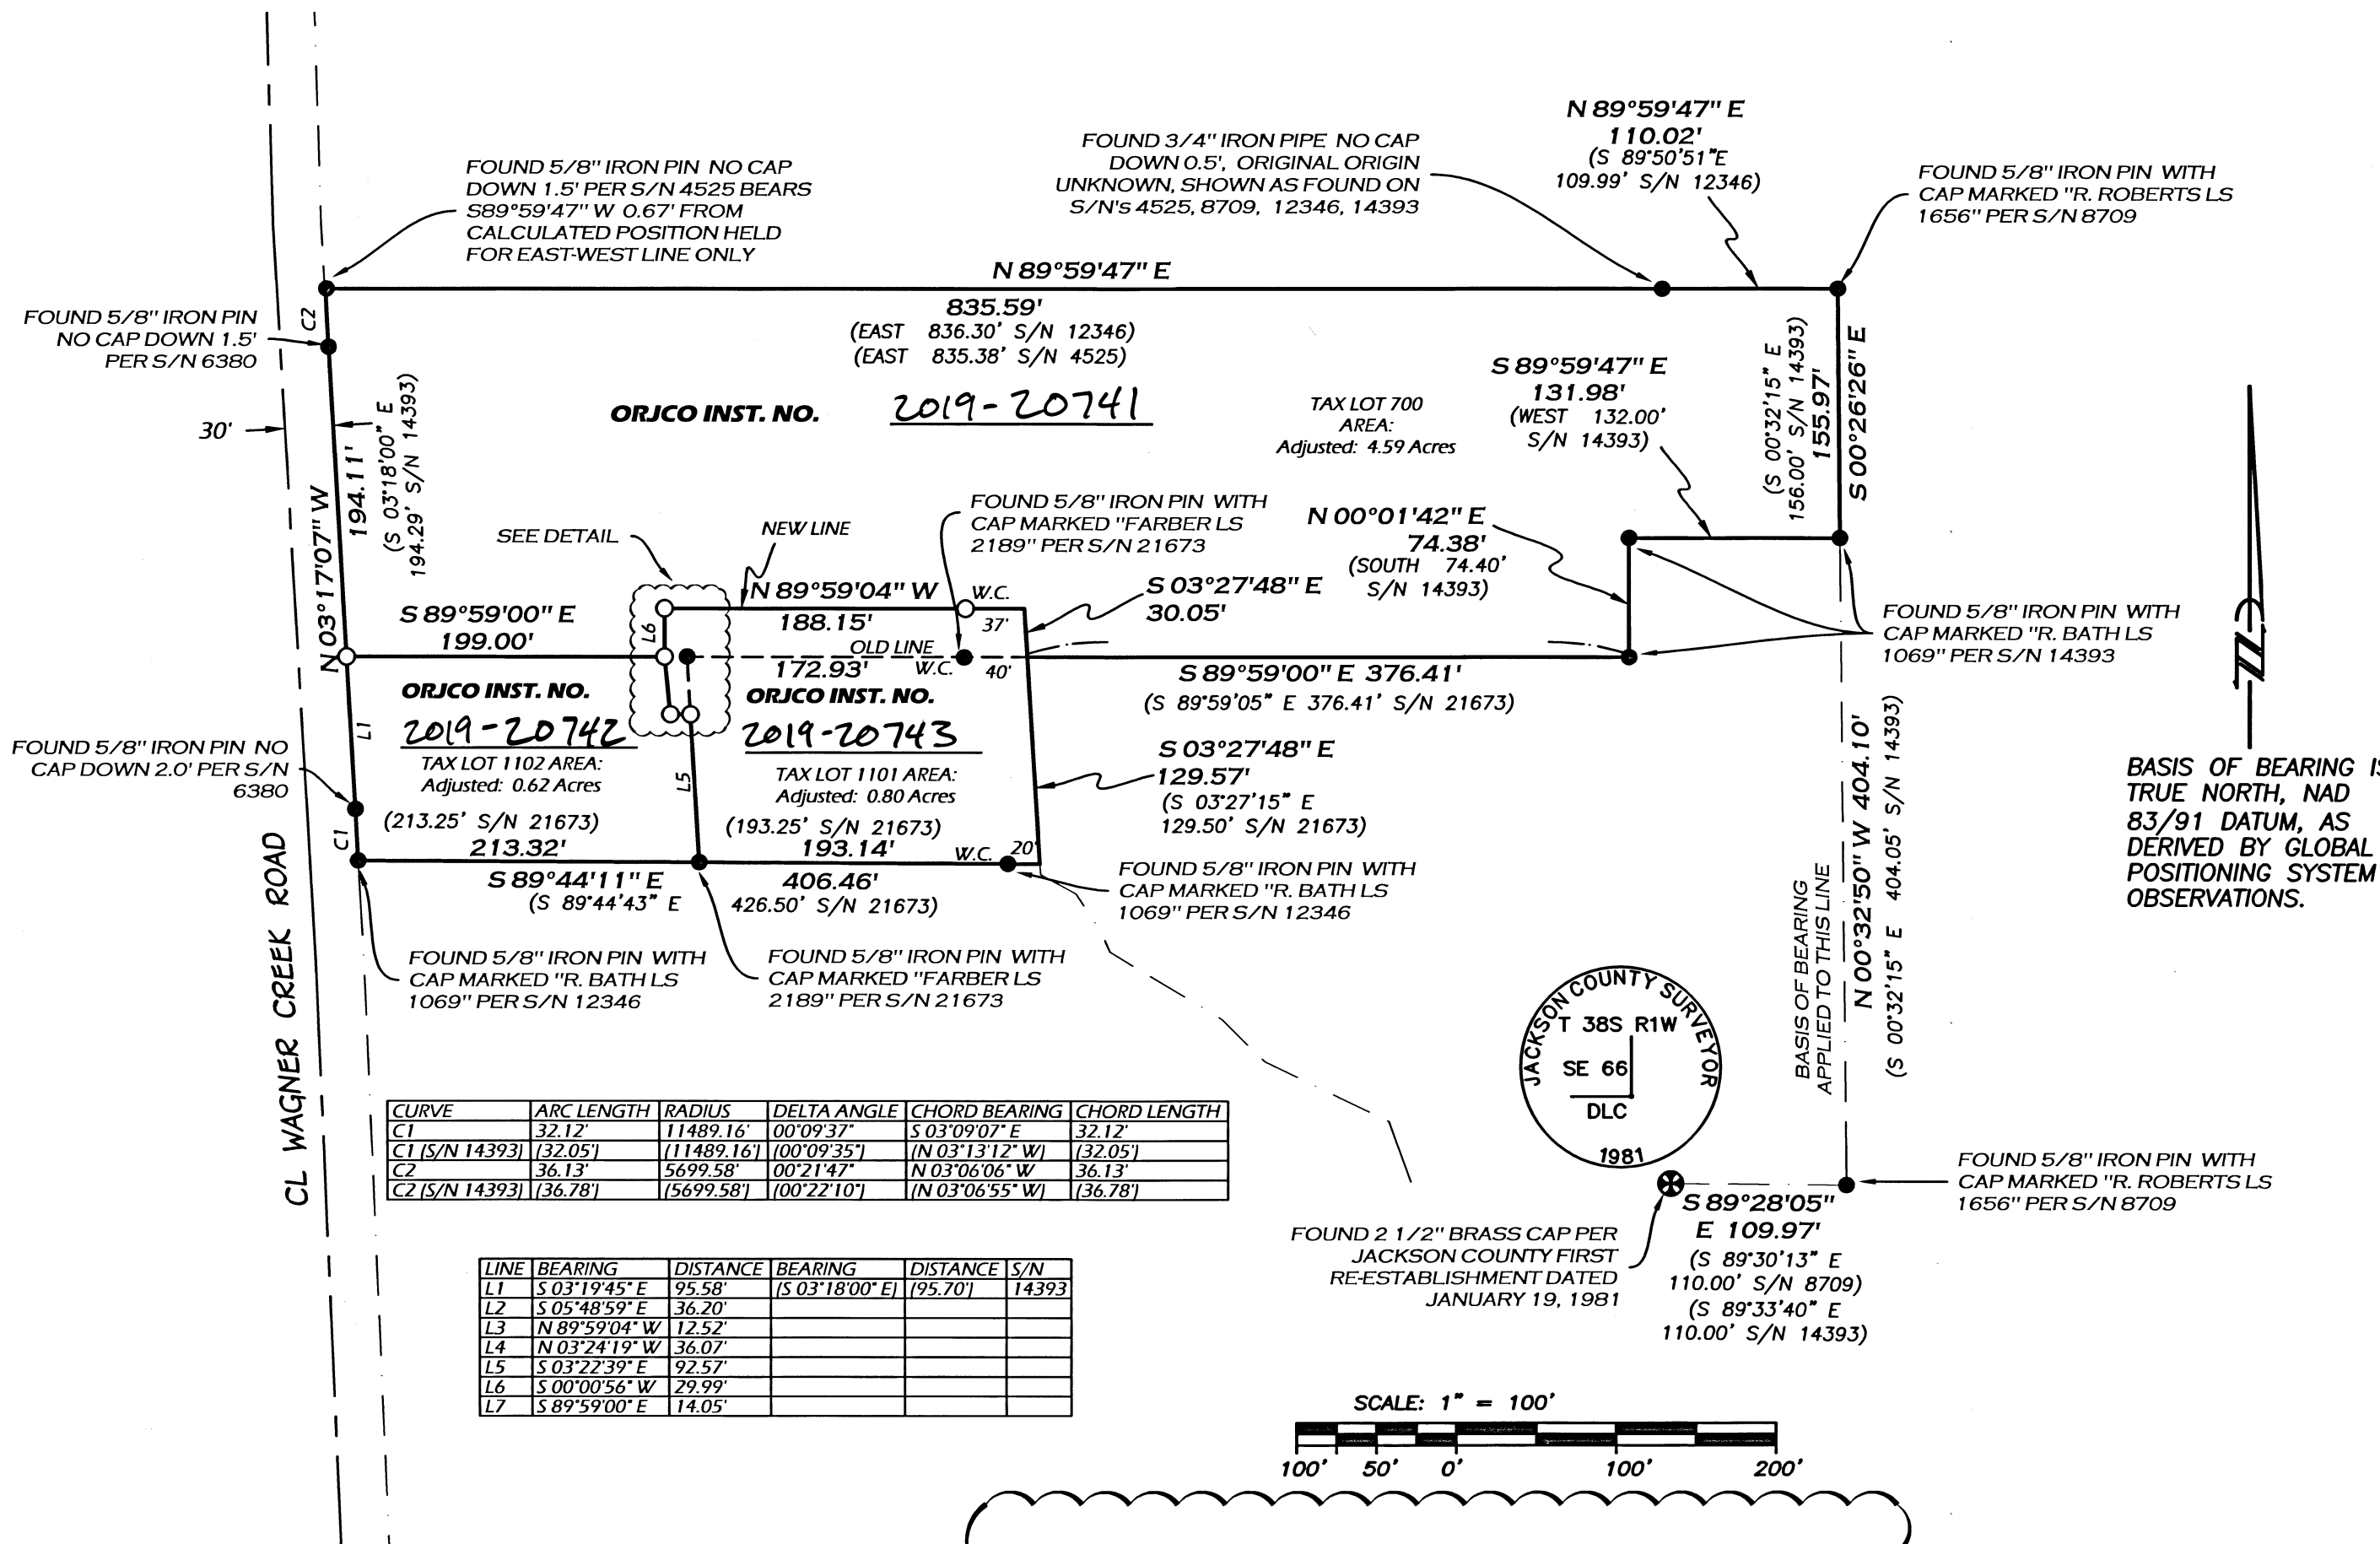 N 89°59'47" E
110.02'
(S 89°50'51"E
109.99' S/N 12346)
FOUND 3/4" IRON PIPE NO CAP
DOWN 0.5', ORIGINAL ORIGIN
UNKNOWN, SHOWN AS FOUND ON
S/N's 4525, 8709, 12346, 14393
FOUND 5/8" IRON PIN NO CAP
DOWN 1.5' PER S/N 4525 BEARS
S89°59'47" W 0.67' FROM
CALCULATED POSITION HELD
FOR EAST-WEST LINE ONLY
FOUND 5/8" IRON PIN WITH
CAP MARKED "R. ROBERTS LS
1656" PER S/N 8709
N 89°59'47" E
835.59'
(EAST 836.30' S/N 12346)
(EAST 835.38' S/N 4525)
FOUND 5/8" IRON PIN
NO CAP DOWN 1.5'
PER S/N 6380
C2
30'
N 03°17'07" W
194.11'
(S 03°18'00" E
194.29' S/N 14393)
ORJCO INST. NO. 2019-20741
TAX LOT 700
AREA:
Adjusted: 4.59 Acres
S 89°59'47" E
131.98'
(WEST 132.00'
S/N 14393)
(S 00°32'15" E
156.00' S/N 14393)
155.97'
S 00°26'26" E
SEE DETAIL
NEW LINE
FOUND 5/8" IRON PIN WITH
CAP MARKED "FARBER LS
2189" PER S/N 21673
N 00°01'42" E
74.38'
(SOUTH 74.40'
S/N 14393)
N 89°59'04" W
188.15'
W.C.
37'
S 03°27'48" E
30.05'
S 89°59'00" E
199.00'
L6
OLD LINE
172.93'
W.C.
40'
S 89°59'00" E 376.41'
(S 89°59'05" E 376.41' S/N 21673)
FOUND 5/8" IRON PIN WITH
CAP MARKED "R. BATH LS
1069" PER S/N 14393
ORJCO INST. NO.
2019-20742
TAX LOT 1102 AREA:
Adjusted: 0.62 Acres
ORJCO INST. NO.
2019-20743
TAX LOT 1101 AREA:
Adjusted: 0.80 Acres
L1
L5
FOUND 5/8" IRON PIN NO
CAP DOWN 2.0' PER S/N
6380
S 03°27'48" E
129.57'
(S 03°27'15" E
129.50' S/N 21673)
C1
(213.25' S/N 21673)
213.32'
(193.25' S/N 21673)
193.14'
W.C.
20'
S 89°44'11" E 406.46'
(S 89°44'43" E 426.50' S/N 21673)
FOUND 5/8" IRON PIN WITH
CAP MARKED "R. BATH LS
1069" PER S/N 12346
FOUND 5/8" IRON PIN WITH
CAP MARKED "R. BATH LS
1069" PER S/N 12346
FOUND 5/8" IRON PIN WITH
CAP MARKED "FARBER LS
2189" PER S/N 21673
CL WAGNER CREEK ROAD
BASIS OF BEARING
APPLIED TO THIS LINE
N 00°32'50" W 404.10'
(S 00°32'15" E 404.05' S/N 14393)
N
BASIS OF BEARING IS
TRUE NORTH, NAD
83/91 DATUM, AS
DERIVED BY GLOBAL
POSITIONING SYSTEM
OBSERVATIONS.
JACKSON COUNTY SURVEYOR
T 38S R1W
SE 66
DLC
1981
CURVE ARC LENGTH RADIUS DELTA ANGLE CHORD BEARING CHORD LENGTH
C1 32.12' 11489.16' 00°09'37" S 03°09'07" E 32.12'
C1 (S/N 14393) (32.05') (11489.16') (00°09'35") (N 03°13'12" W) (32.05')
C2 36.13' 5699.58' 00°21'47" N 03°06'06" W 36.13'
C2 (S/N 14393) (36.78') (5699.58') (00°22'10") (N 03°06'55" W) (36.78')
FOUND 5/8" IRON PIN WITH
CAP MARKED "R. ROBERTS LS
1656" PER S/N 8709
S 89°28'05"
E 109.97'
(S 89°30'13" E
110.00' S/N 8709)
(S 89°33'40" E
110.00' S/N 14393)
FOUND 2 1/2" BRASS CAP PER
JACKSON COUNTY FIRST
RE-ESTABLISHMENT DATED
JANUARY 19, 1981
LINE BEARING DISTANCE BEARING DISTANCE S/N
L1 S 03°19'45" E 95.58' (S 03°18'00" E) (95.70') 14393
L2 S 05°48'59" E 36.20'
L3 N 89°59'04" W 12.52'
L4 N 03°24'19" W 36.07'
L5 S 03°22'39" E 92.57'
L6 S 00°00'56" W 29.99'
L7 S 89°59'00" E 14.05'
SCALE: 1" = 100'
100' 50' 0' 100' 200'